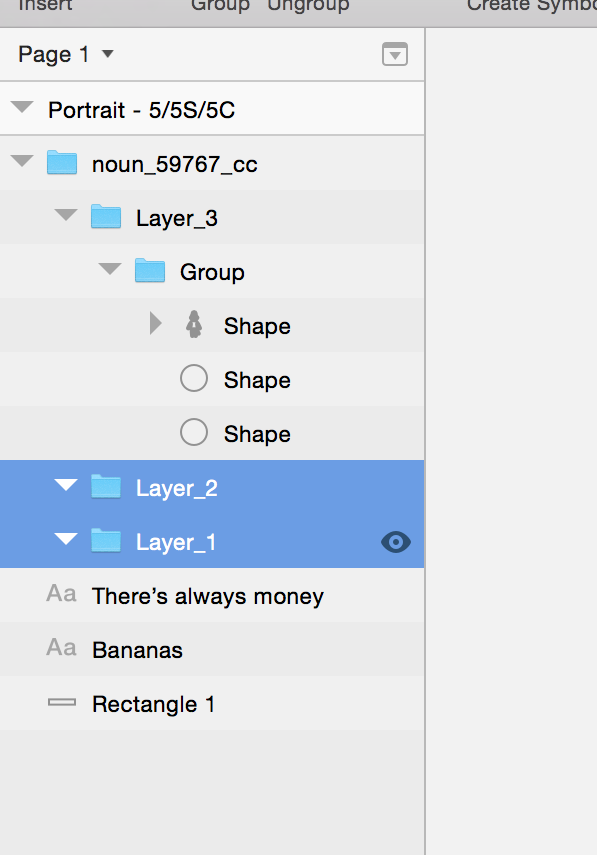 Insert Group Ungroup Create Symbo
Page 1
Portrait - 5/5S/5C
noun_59767_cc
Layer_3
Group
Shape
Shape
Shape
Layer_2
Layer_1
Aa There’s always money
Aa Bananas
Rectangle 1